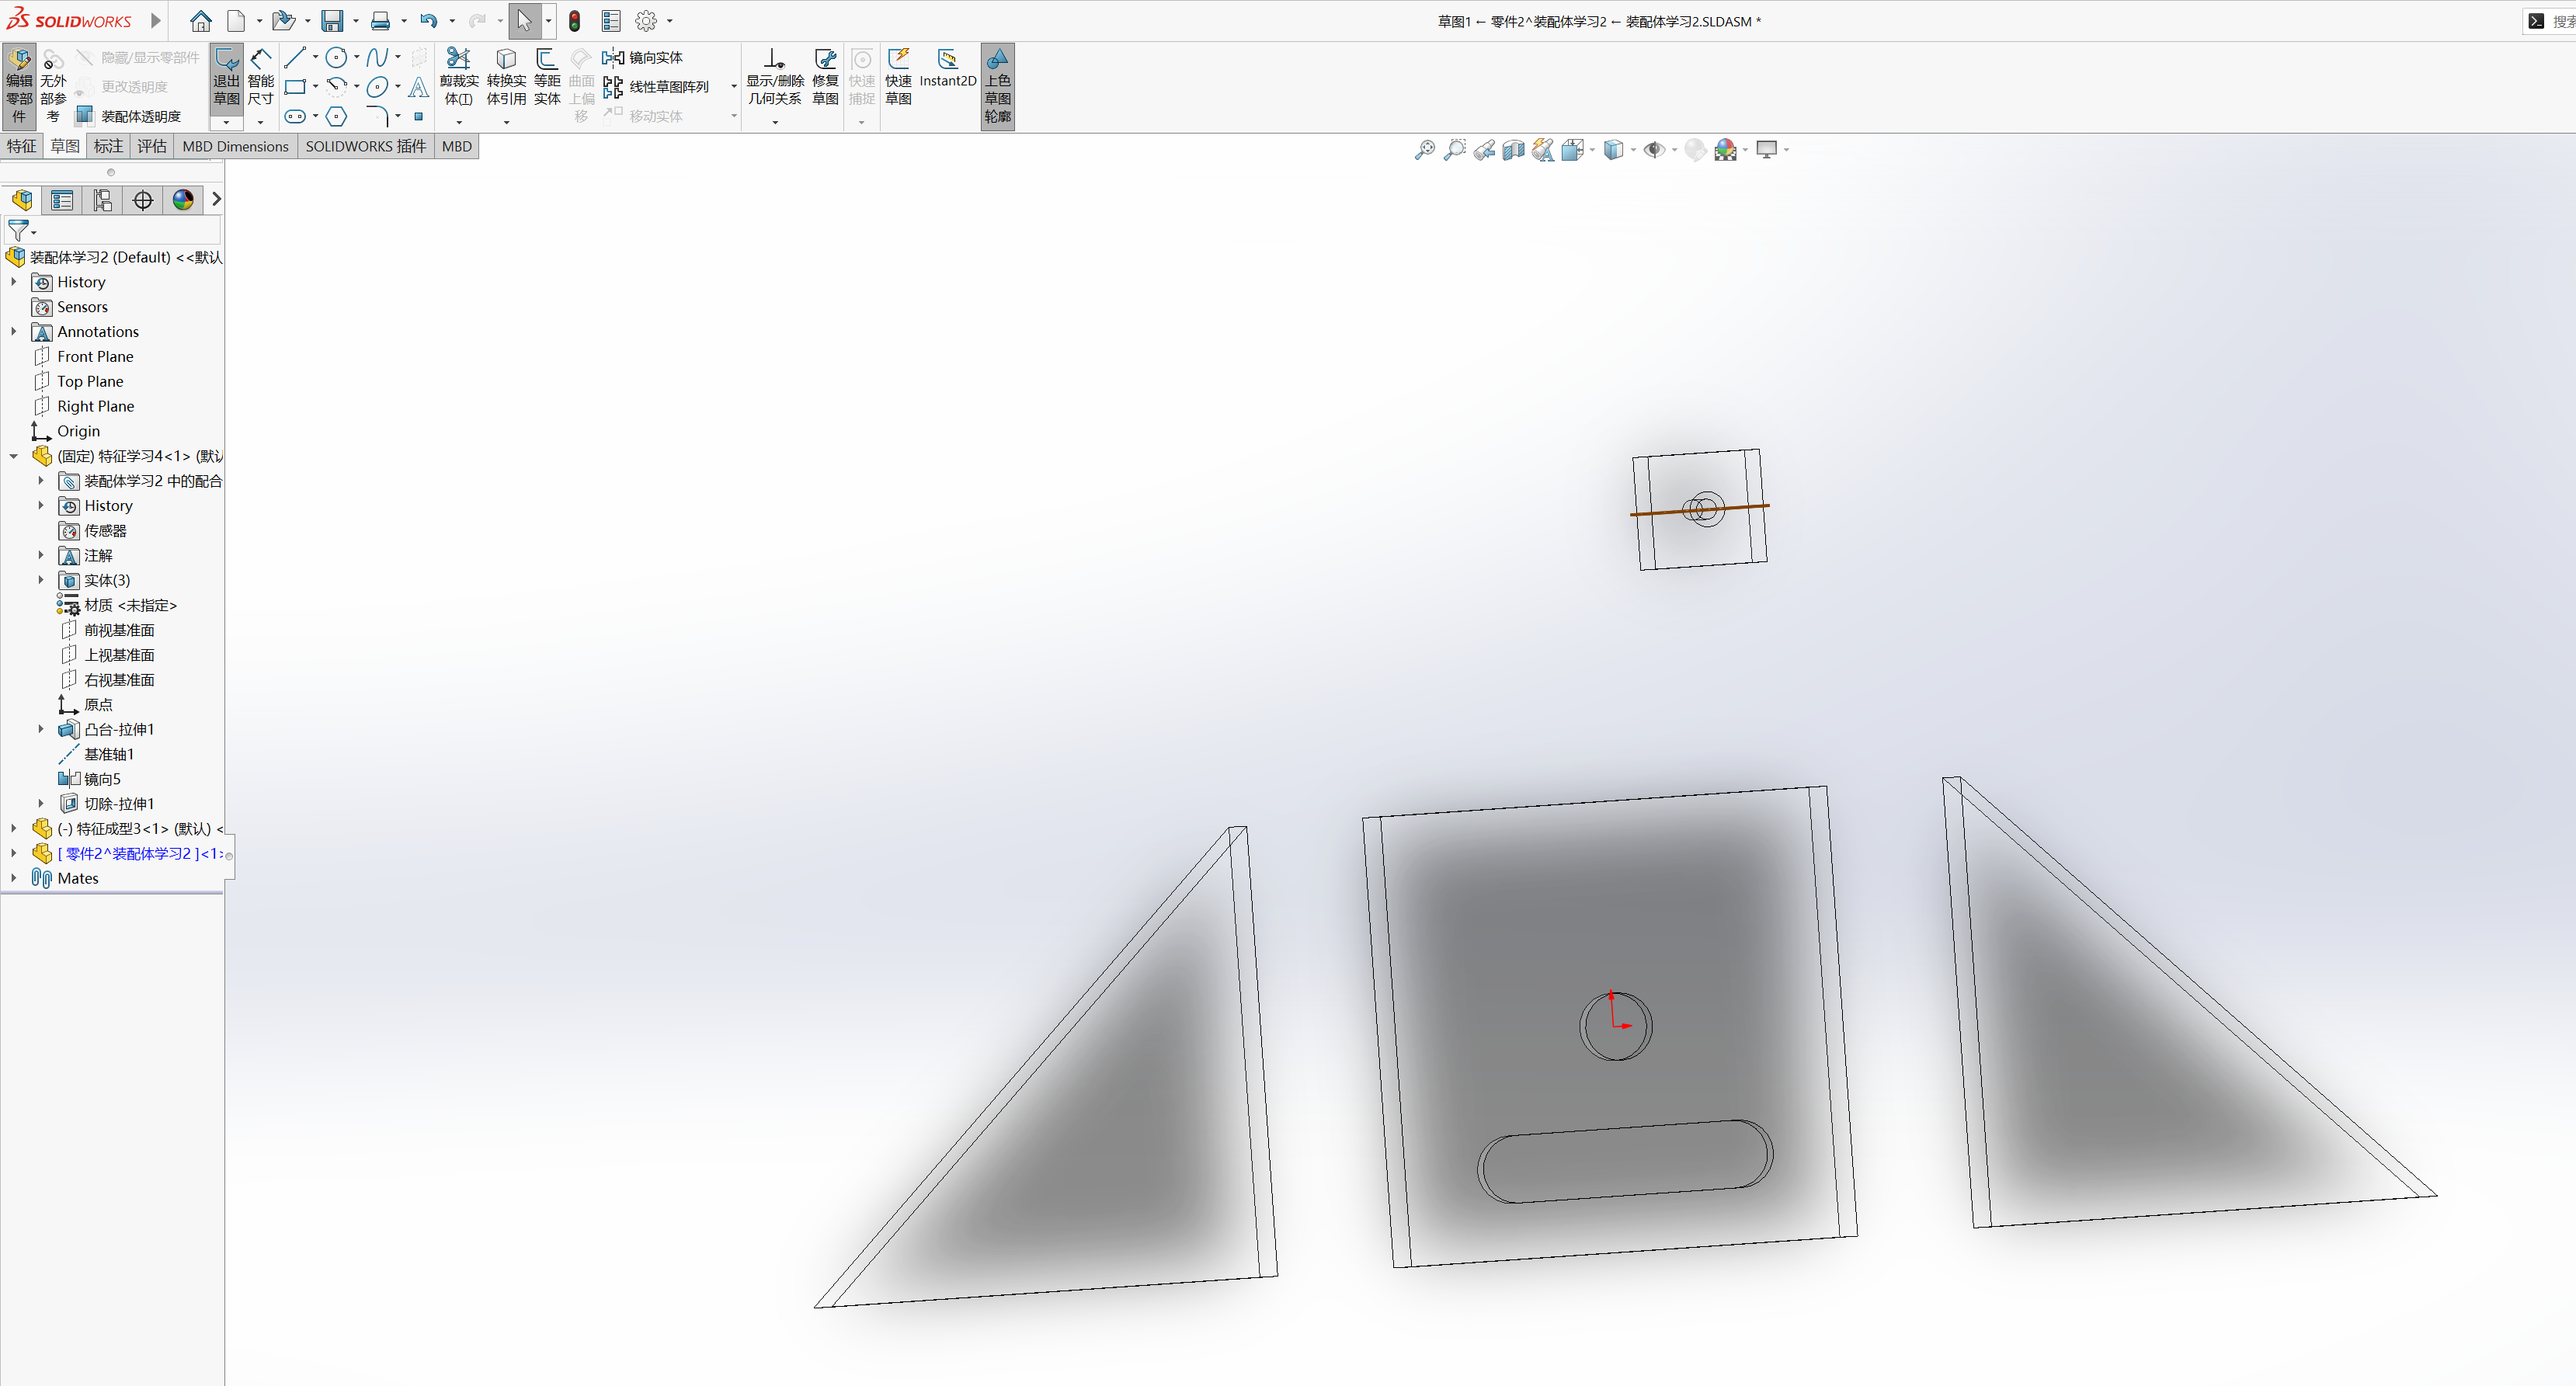 SOLIDWORKS
草图1 ← 零件2^装配体学习2 ← 装配体学习2.SLDASM *
编辑零部件
无外部参考
隐藏/显示零部件
更改透明度
装配体透明度
退出草图
智能尺寸
剪裁实体(T)
转换实体引用
等距实体
曲面上偏移
镜向实体
线性草图阵列
移动实体
显示/删除几何关系
修复草图
快速捕捉
快速草图
Instant2D
上色草图轮廓
特征 草图 标注 评估 MBD Dimensions SOLIDWORKS 插件 MBD
装配体学习2 (Default) <<默认
History
Sensors
Annotations
Front Plane
Top Plane
Right Plane
Origin
(固定) 特征学习4<1> (默认
装配体学习2 中的配合
History
传感器
注解
实体(3)
材质 <未指定>
前视基准面
上视基准面
右视基准面
原点
凸台-拉伸1
基准轴1
镜向5
切除-拉伸1
(-) 特征成型3<1> (默认) <
[ 零件2^装配体学习2 ]<1>
Mates